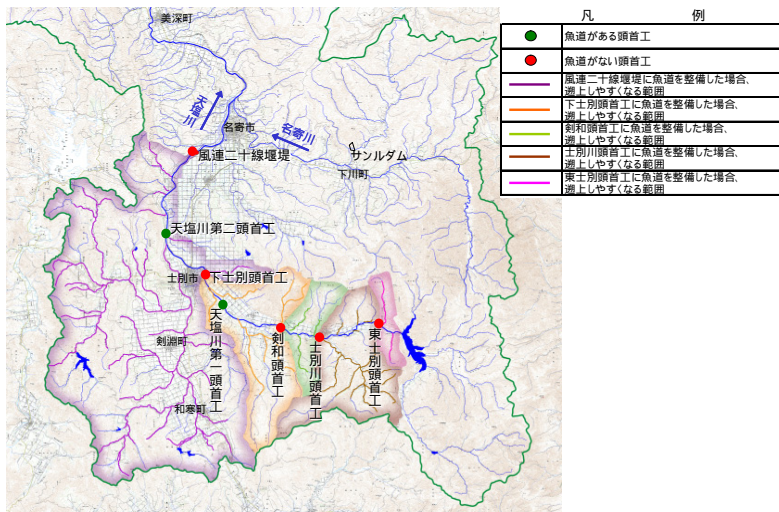 美深町
天塩川
名寄市
名寄川
サンルダム
下川町
風連二十線堰堤
天塩川第二頭首工
士別市
下士別頭首工
天塩川第一頭首工
剣和頭首工
士別川頭首工
東士別頭首工
剣淵町
和寒町
凡 例
魚道がある頭首工
魚道がない頭首工
風連二十線堰堤に魚道を整備した場合、
遡上しやすくなる範囲
下士別頭首工に魚道を整備した場合、
遡上しやすくなる範囲
剣和頭首工に魚道を整備した場合、
遡上しやすくなる範囲
士別川頭首工に魚道を整備した場合、
遡上しやすくなる範囲
東士別頭首工に魚道を整備した場合、
遡上しやすくなる範囲